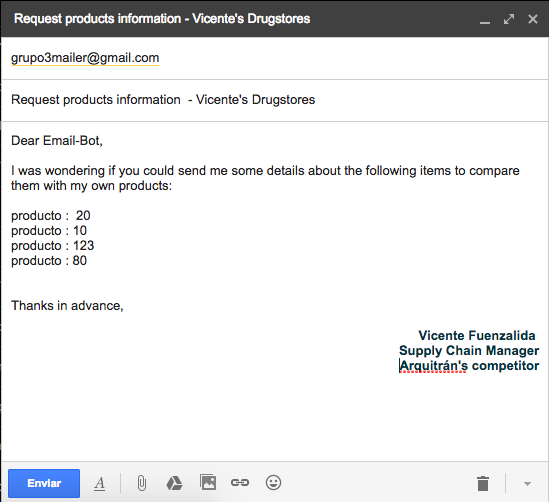 Request products information - Vicente's Drugstores
grupo3mailer@gmail.com
Request products information - Vicente's Drugstores
Dear Email-Bot,
I was wondering if you could send me some details about the following items to compare
them with my own products:
producto : 20
producto : 10
producto : 123
producto : 80
Thanks in advance,
Vicente Fuenzalida
Supply Chain Manager
Arquitrán's competitor
Enviar